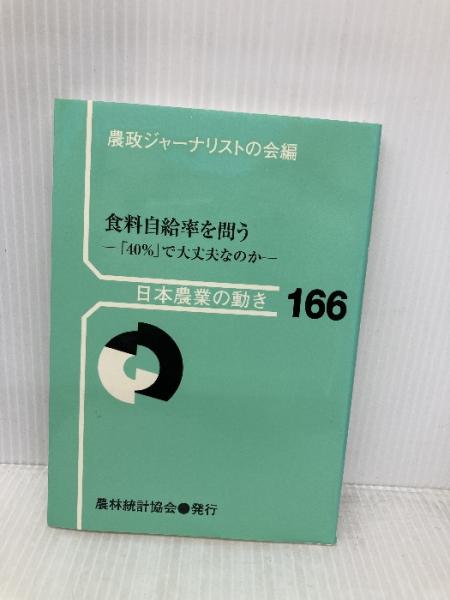 農政ジャーナリストの会編
食料自給率を問う
―「40%」で大丈夫なのか―
日本農業の動き 166
農林統計協会●発行